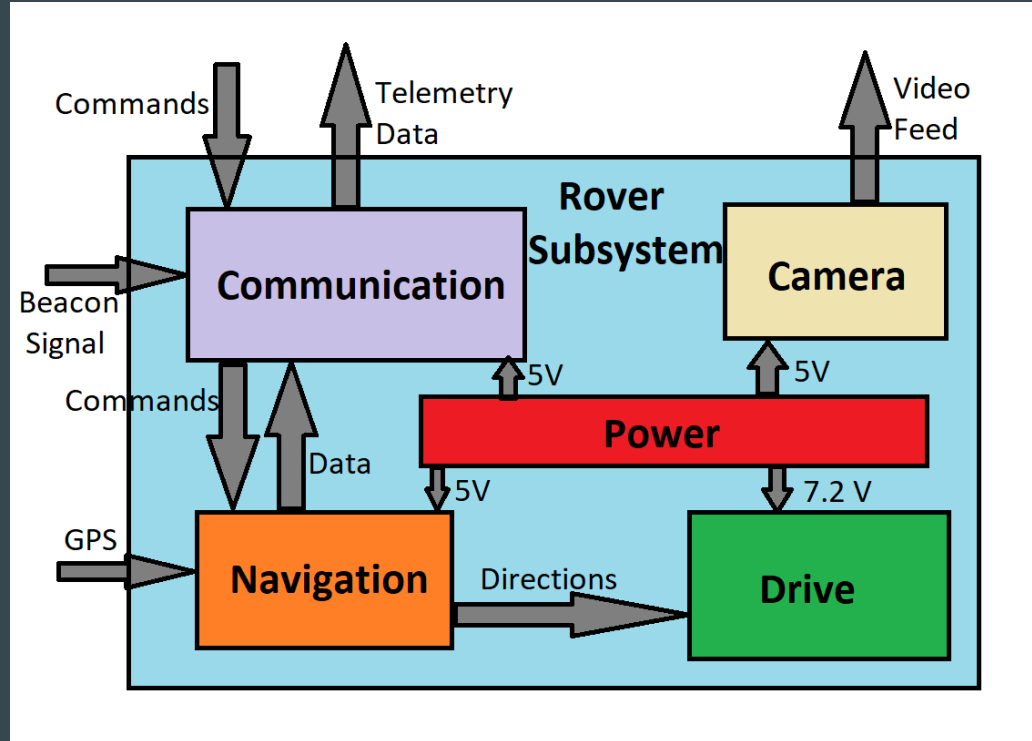 Commands
Telemetry
Data
Video
Feed
Rover
Subsystem
Communication
Camera
Beacon
Signal
5V
5V
Commands
Power
Data
5V
7.2 V
GPS
Navigation
Directions
Drive